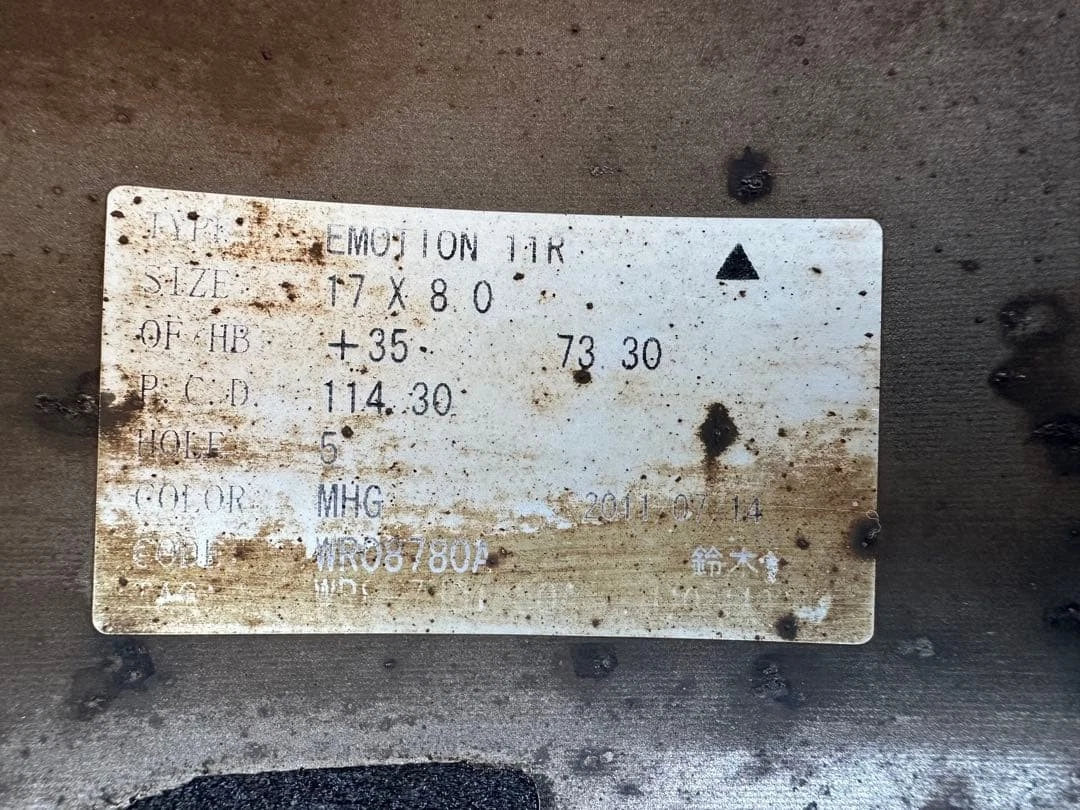 TYPE EMOTION 11R ▲
SIZE 17 X 8.0
OF HB +35 73.30
P.C.D. 114.30
HOLE 5
COLOR MHG 2011.07.14
CODE WR08780A 鈴木